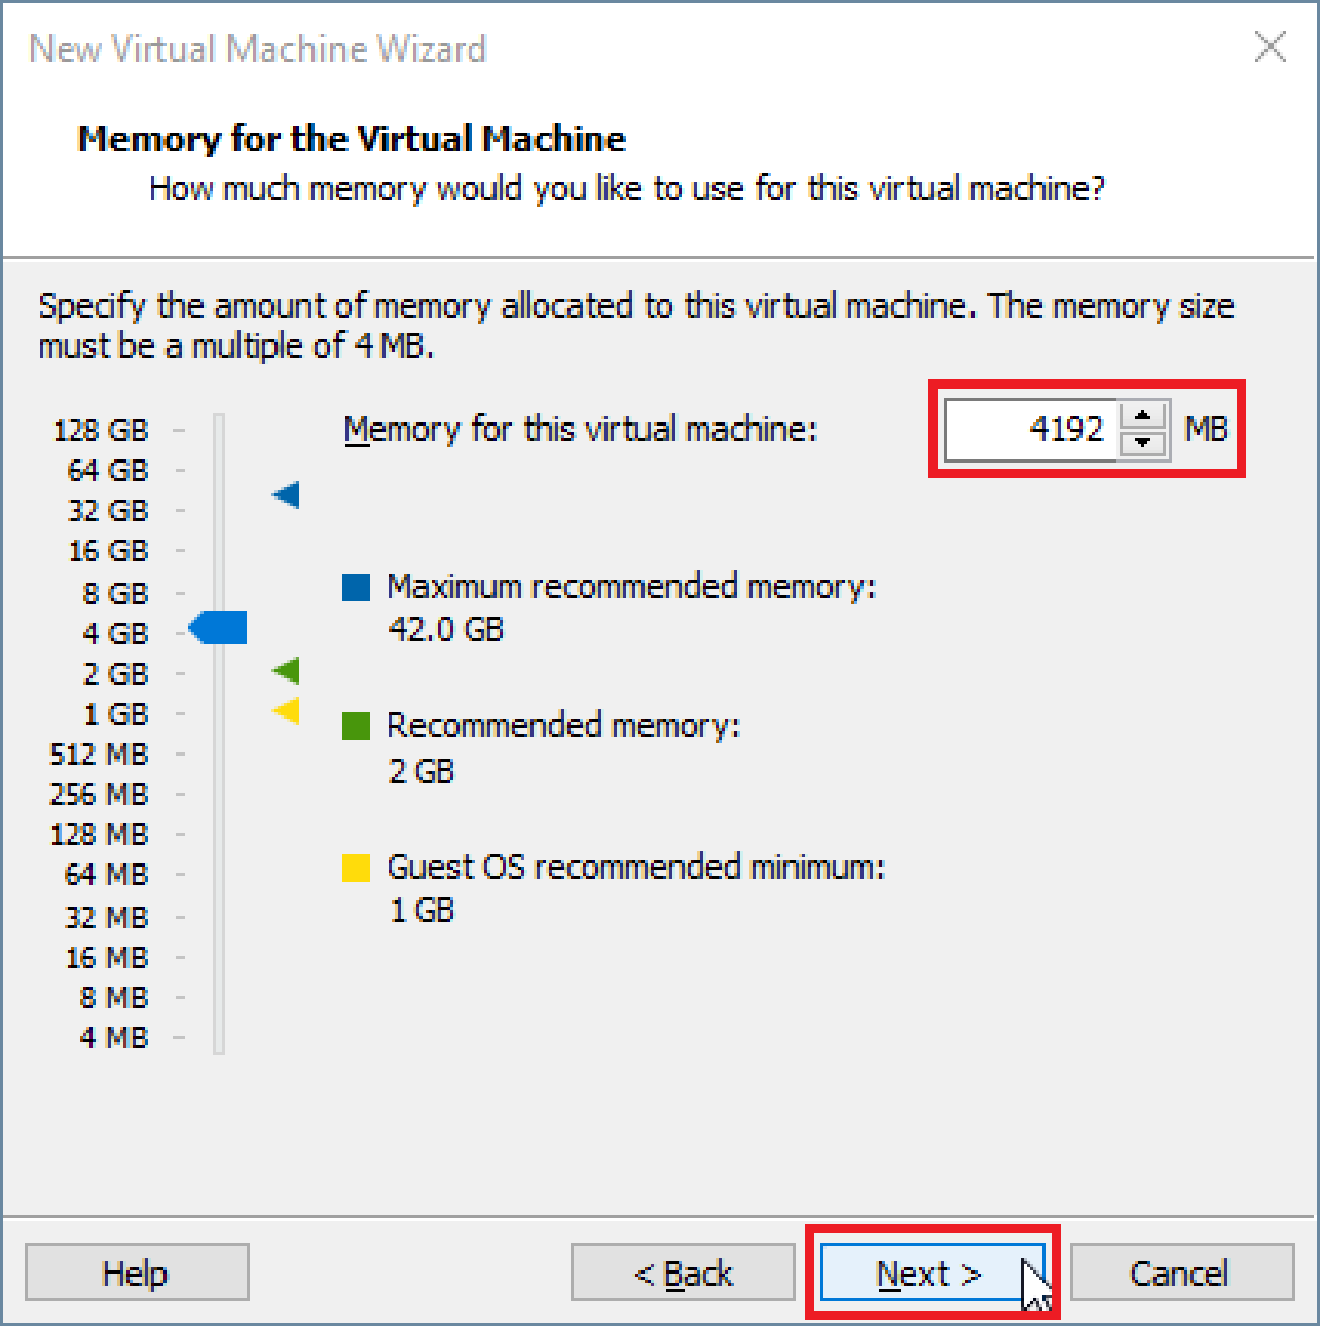 New Virtual Machine Wizard
Memory for the Virtual Machine
How much memory would you like to use for this virtual machine?
Specify the amount of memory allocated to this virtual machine. The memory size
must be a multiple of 4 MB.
128 GB
64 GB
32 GB
16 GB
8 GB
4 GB
2 GB
1 GB
512 MB
256 MB
128 MB
64 MB
32 MB
16 MB
8 MB
4 MB
Memory for this virtual machine: 4192 MB
Maximum recommended memory:
42.0 GB
Recommended memory:
2 GB
Guest OS recommended minimum:
1 GB
Help < Back Next > Cancel